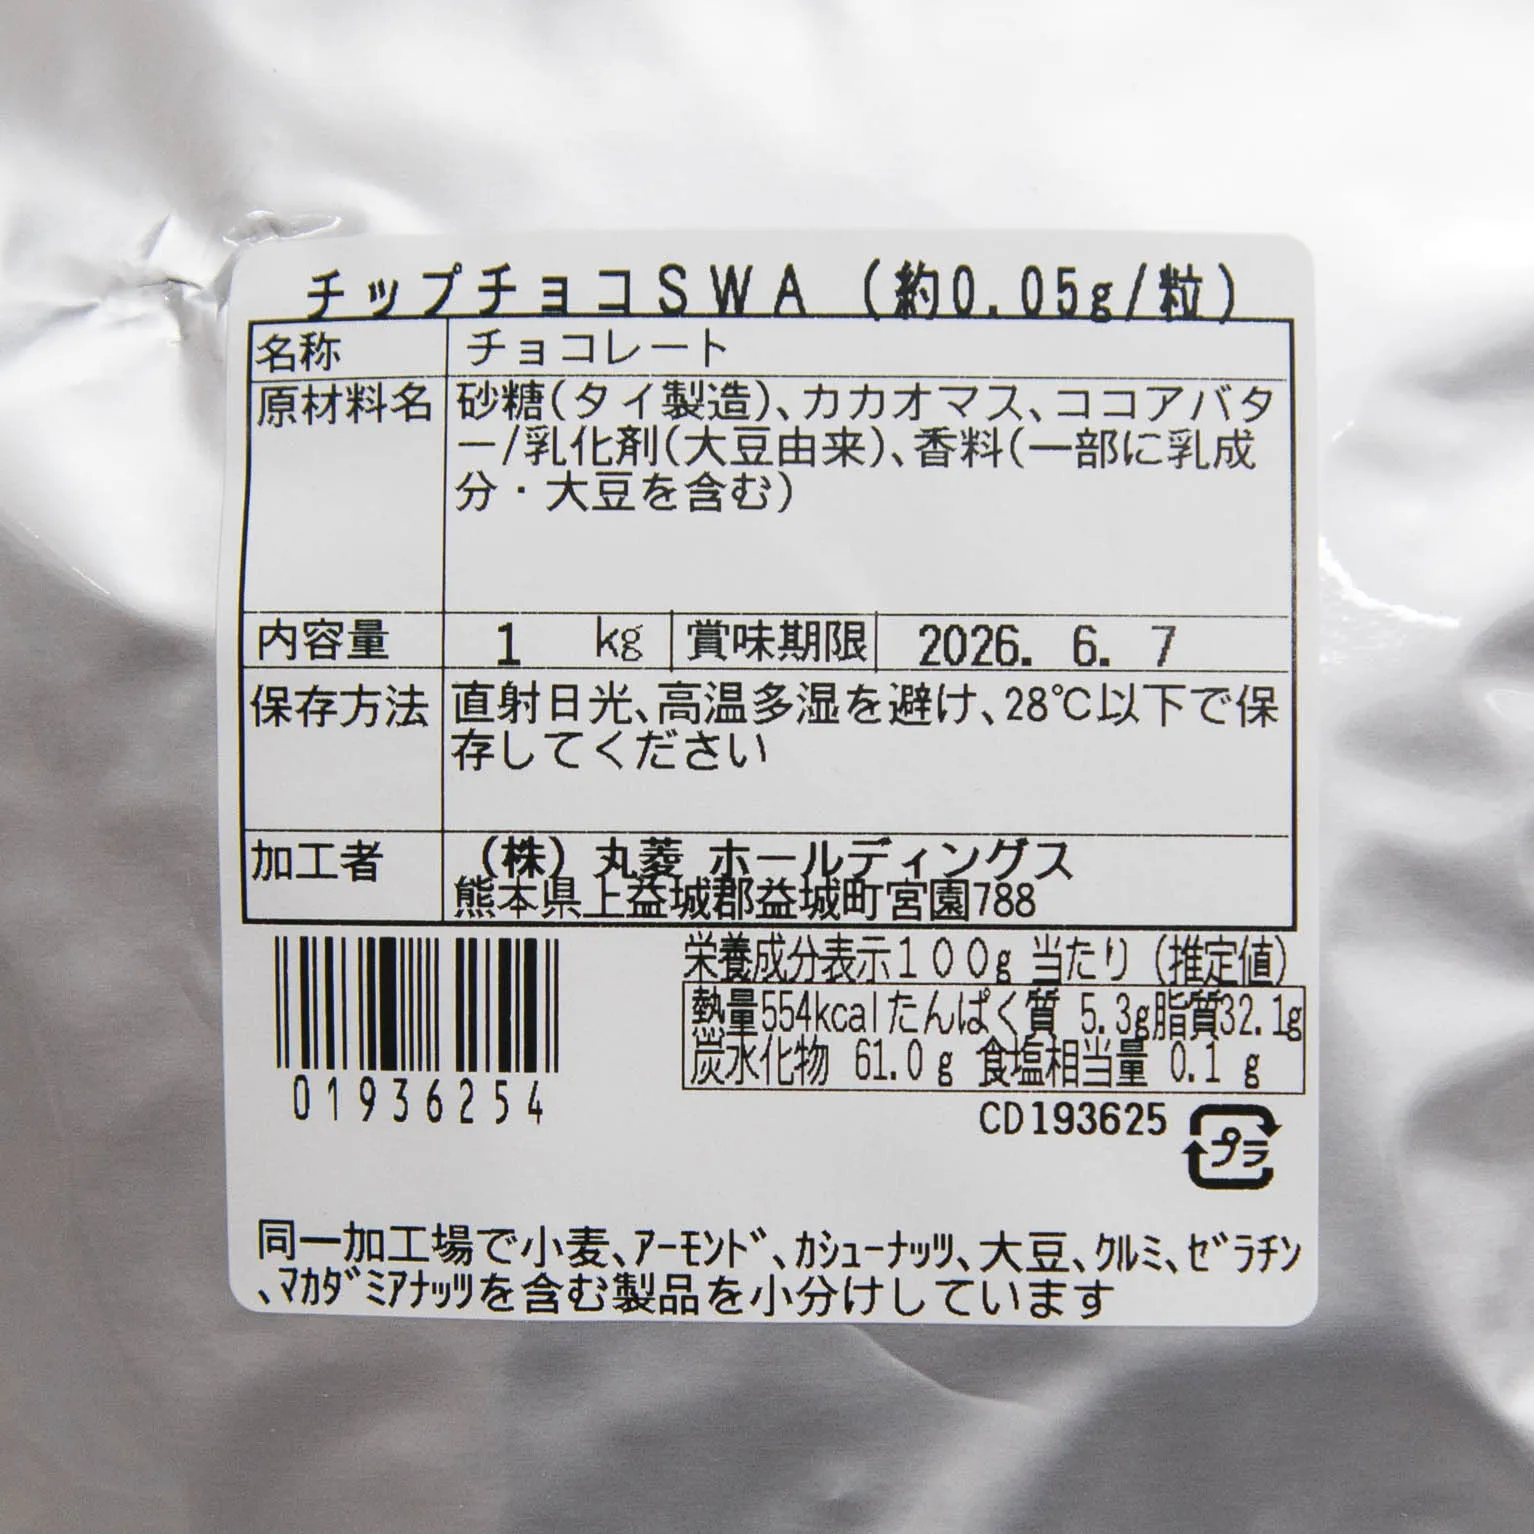 チップチョコSWA（約0.05g/粒）
名称 チョコレート
原材料名 砂糖(タイ製造)、カカオマス、ココアバタ
ー/乳化剤(大豆由来)、香料(一部に乳成
分・大豆を含む)
内容量 1 kg 賞味期限 2026. 6. 7
保存方法 直射日光、高温多湿を避け、28℃以下で保
存してください
加工者 （株）丸菱 ホールディングス
熊本県上益城郡益城町宮園788
栄養成分表示１００g 当たり（推定値）
熱量554kcalたんぱく質 5.3g脂質32.1g
炭水化物 61.0g 食塩相当量 0.1 g
01936254
CD193625
プラ
同一加工場で小麦、ｱｰﾓﾝﾄﾞ、ｶｼｭｰﾅｯﾂ、大豆、ｸﾙﾐ、ｾﾞﾗﾁﾝ
、ﾏｶﾀﾞﾐｱﾅｯﾂを含む製品を小分けしています